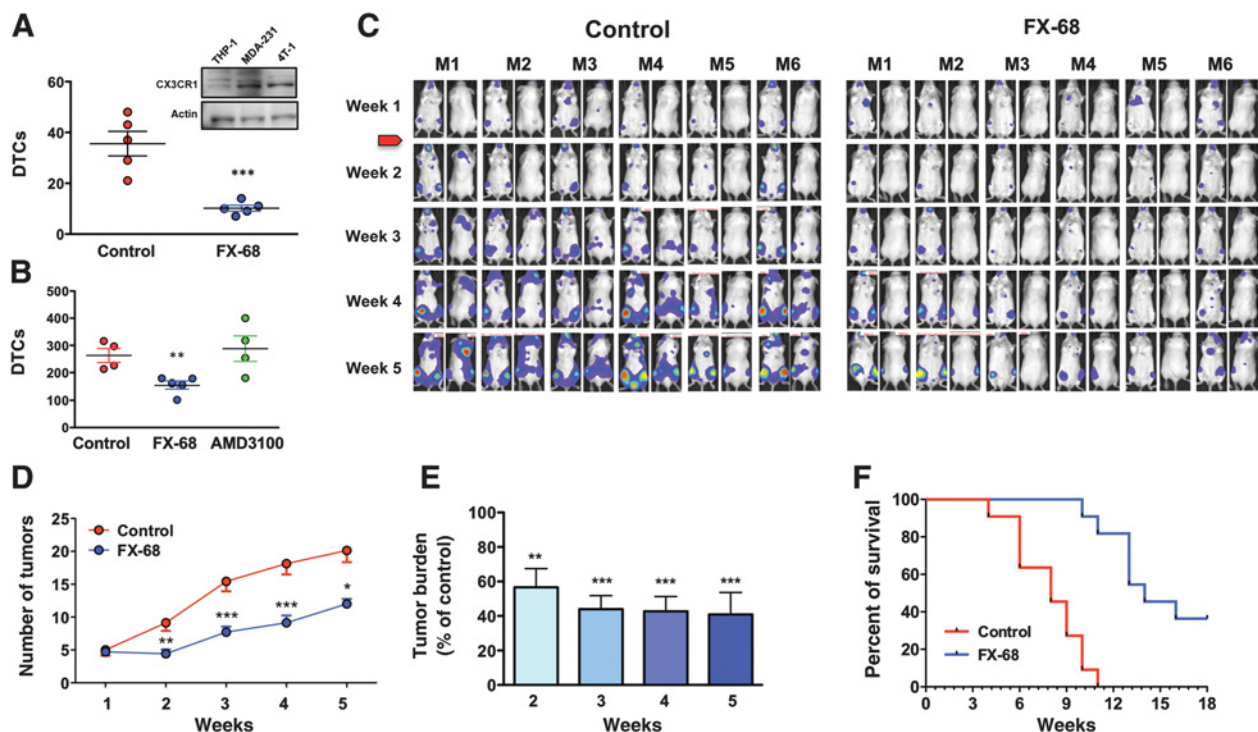 A
THP-1 MDA-231 4T-1
CX3CR1
Actin
60
40
20
0
DTCs
***
Control FX-68
B
500
400
300
200
100
0
DTCs
**
Control FX-68 AMD3100
C
Control FX-68
M1 M2 M3 M4 M5 M6 M1 M2 M3 M4 M5 M6
Week 1
Week 2
Week 3
Week 4
Week 5
D
25
20
15
10
5
0
Number of tumors
Control
FX-68
** *** *** *
1 2 3 4 5
Weeks
E
100
80
60
40
20
0
Tumor burden
(% of control)
** *** *** ***
2 3 4 5
Weeks
F
100
80
60
40
20
0
Percent of survival
Control
FX-68
0 3 6 9 12 15 18
Weeks